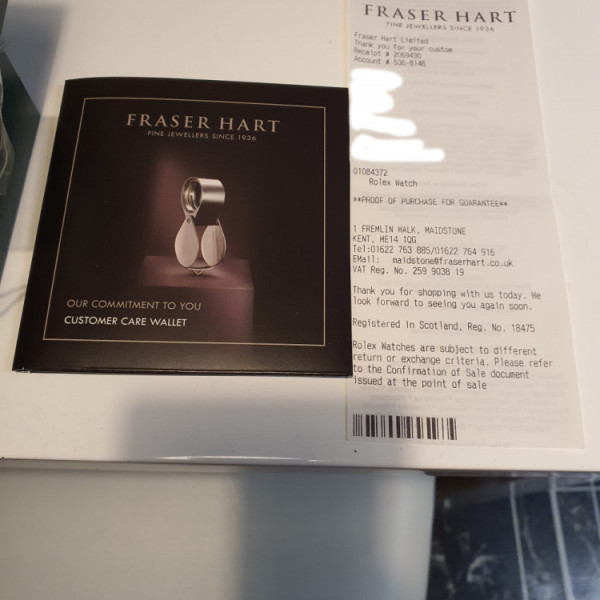 FRASER HART
FINE JEWELLERS SINCE 1936
OUR COMMITMENT TO YOU
CUSTOMER CARE WALLET
FRASER HART
FINE JEWELLERS SINCE 1936
Fraser Hart Limited
Thank you for your custom
Receipt # 2069430
Account # 536-8146
01084372
Rolex Watch
**PROOF OF PURCHASE FOR GUARANTEE**
1 FREMLIN WALK, MAIDSTONE
KENT, ME14 1QG
Tel:01622 763 885/01622 764 916
EMail: maidstone@fraserhart.co.uk
VAT Reg. No. 259 9038 19
Thank you for shopping with us today. We
look forward to seeing you again soon.
Registered in Scotland, Reg. No. 18475
Rolex Watches are subject to different
return or exchange criteria. Please refer
to the Confirmation of Sale document
issued at the point of sale